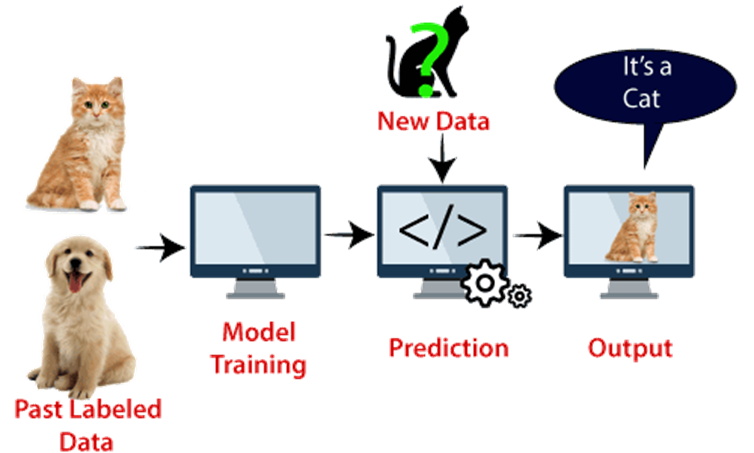 It's a
Cat
?
New Data
</>
Model
Training
Prediction
Output
Past Labeled
Data